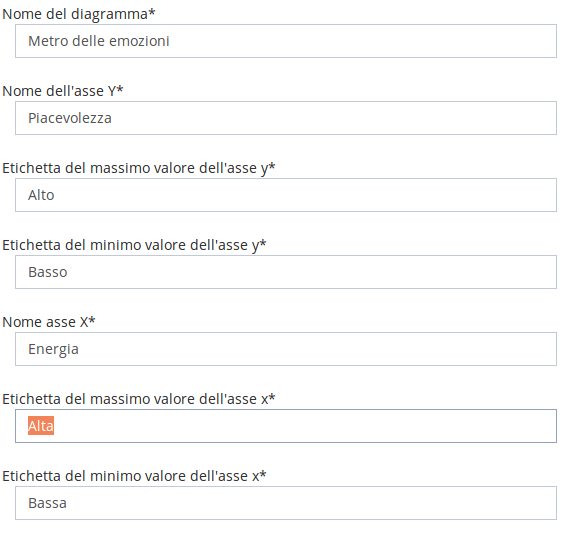 Nome del diagramma*
Metro delle emozioni
Nome dell'asse Y*
Piacevolezza
Etichetta del massimo valore dell'asse y*
Alto
Etichetta del minimo valore dell'asse y*
Basso
Nome asse X*
Energia
Etichetta del massimo valore dell'asse x*
Alta
Etichetta del minimo valore dell'asse x*
Bassa